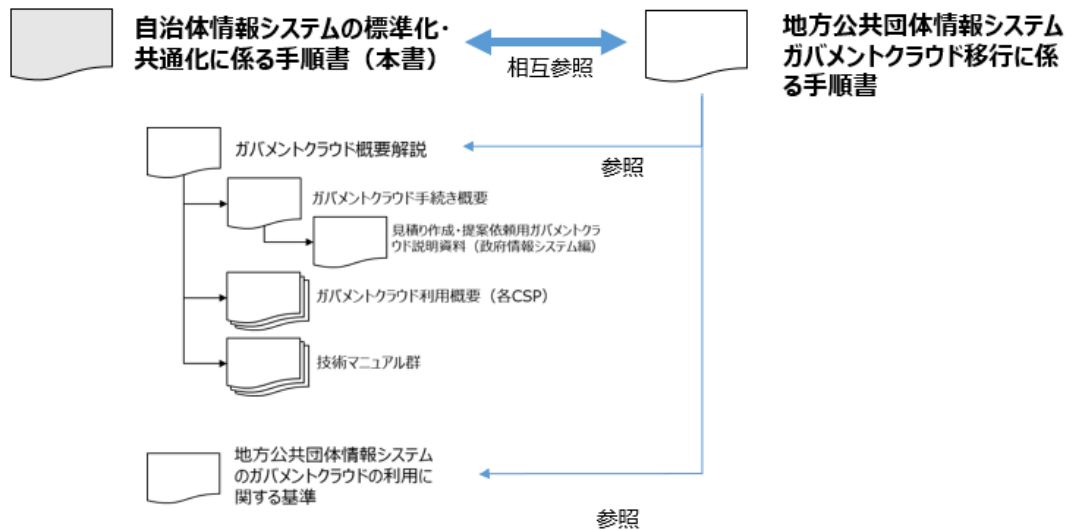 自治体情報システムの標準化・
共通化に係る手順書（本書）
相互参照
地方公共団体情報システム
ガバメントクラウド移行に係
る手順書
ガバメントクラウド概要解説
参照
ガバメントクラウド手続き概要
見積り作成・提案依頼用ガバメントクラ
ウド説明資料（政府情報システム編）
ガバメントクラウド利用概要（各CSP）
技術マニュアル群
地方公共団体情報システム
のガバメントクラウドの利用に
関する基準
参照